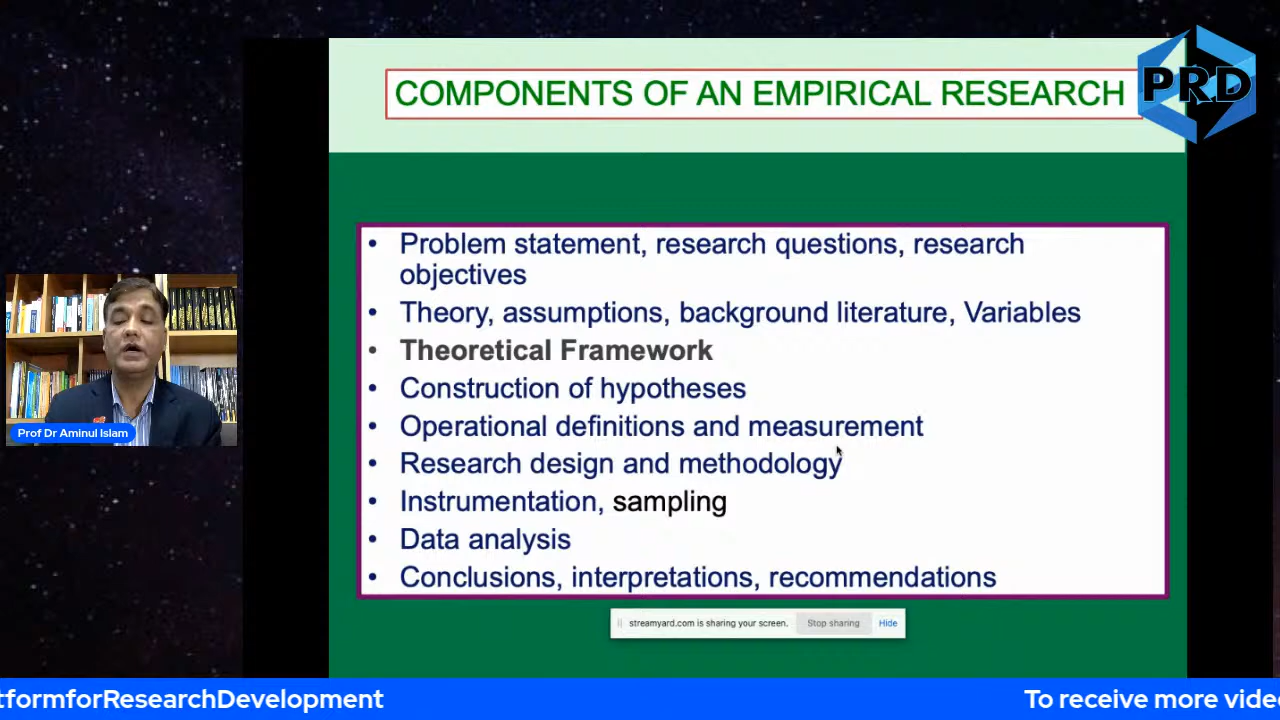 COMPONENTS OF AN EMPIRICAL RESEARCH
PRD
• Problem statement, research questions, research
objectives
• Theory, assumptions, background literature, Variables
• Theoretical Framework
• Construction of hypotheses
• Operational definitions and measurement
• Research design and methodology
• Instrumentation, sampling
• Data analysis
• Conclusions, interpretations, recommendations
Prof Dr Aminul Islam
streamyard.com is sharing your screen. Stop sharing Hide
tformforResearchDevelopment
To receive more vide